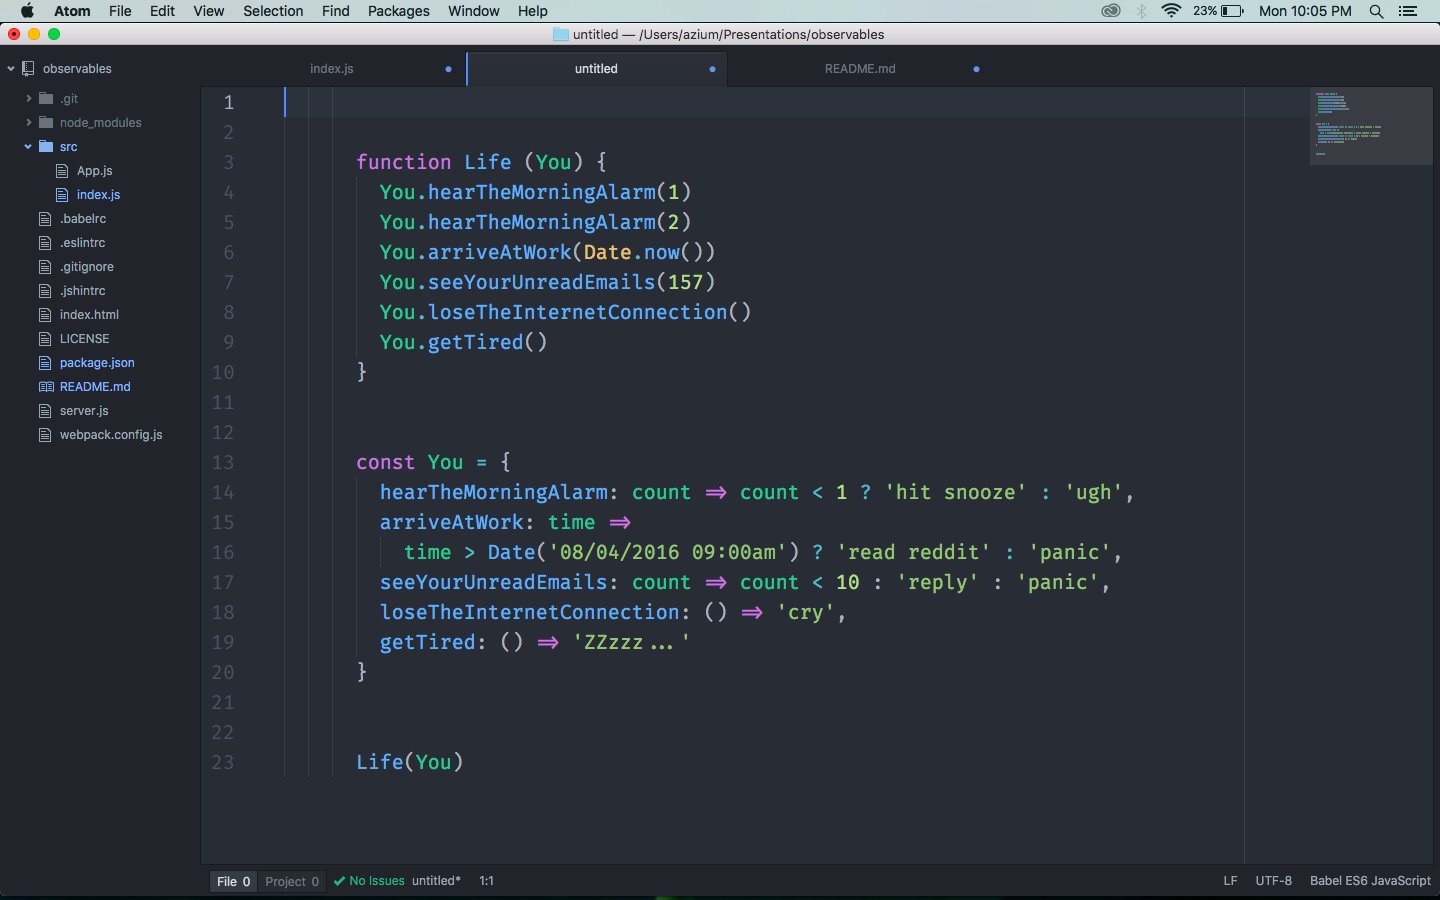 Atom File Edit View Selection Find Packages Window Help 23% Mon 10:05 PM
untitled — /Users/azium/Presentations/observables
observables
.git
node_modules
src
App.js
index.js
.babelrc
.eslintrc
.gitignore
.jshintrc
index.html
LICENSE
package.json
README.md
server.js
webpack.config.js
index.js untitled README.md
1
2
3 function Life (You) {
4 You.hearTheMorningAlarm(1)
5 You.hearTheMorningAlarm(2)
6 You.arriveAtWork(Date.now())
7 You.seeYourUnreadEmails(157)
8 You.loseTheInternetConnection()
9 You.getTired()
10 }
11
12
13 const You = {
14 hearTheMorningAlarm: count => count < 1 ? 'hit snooze' : 'ugh',
15 arriveAtWork: time =>
16 time > Date('08/04/2016 09:00am') ? 'read reddit' : 'panic',
17 seeYourUnreadEmails: count => count < 10 : 'reply' : 'panic',
18 loseTheInternetConnection: () => 'cry',
19 getTired: () => 'ZZzzz...'
20 }
21
22
23 Life(You)
File 0 Project 0 No Issues untitled* 1:1 LF UTF-8 Babel ES6 JavaScript